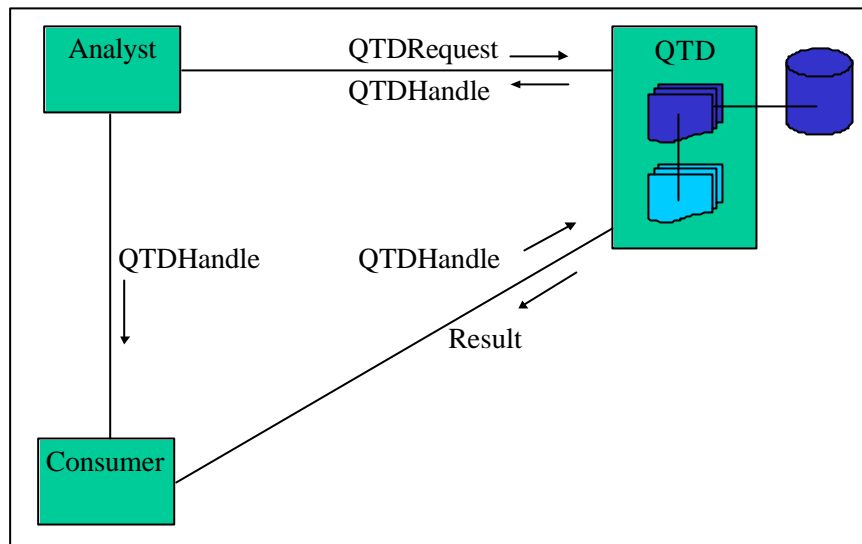 Analyst
QTDRequest
QTD
QTDHandle
QTDHandle
QTDHandle
Result
Consumer